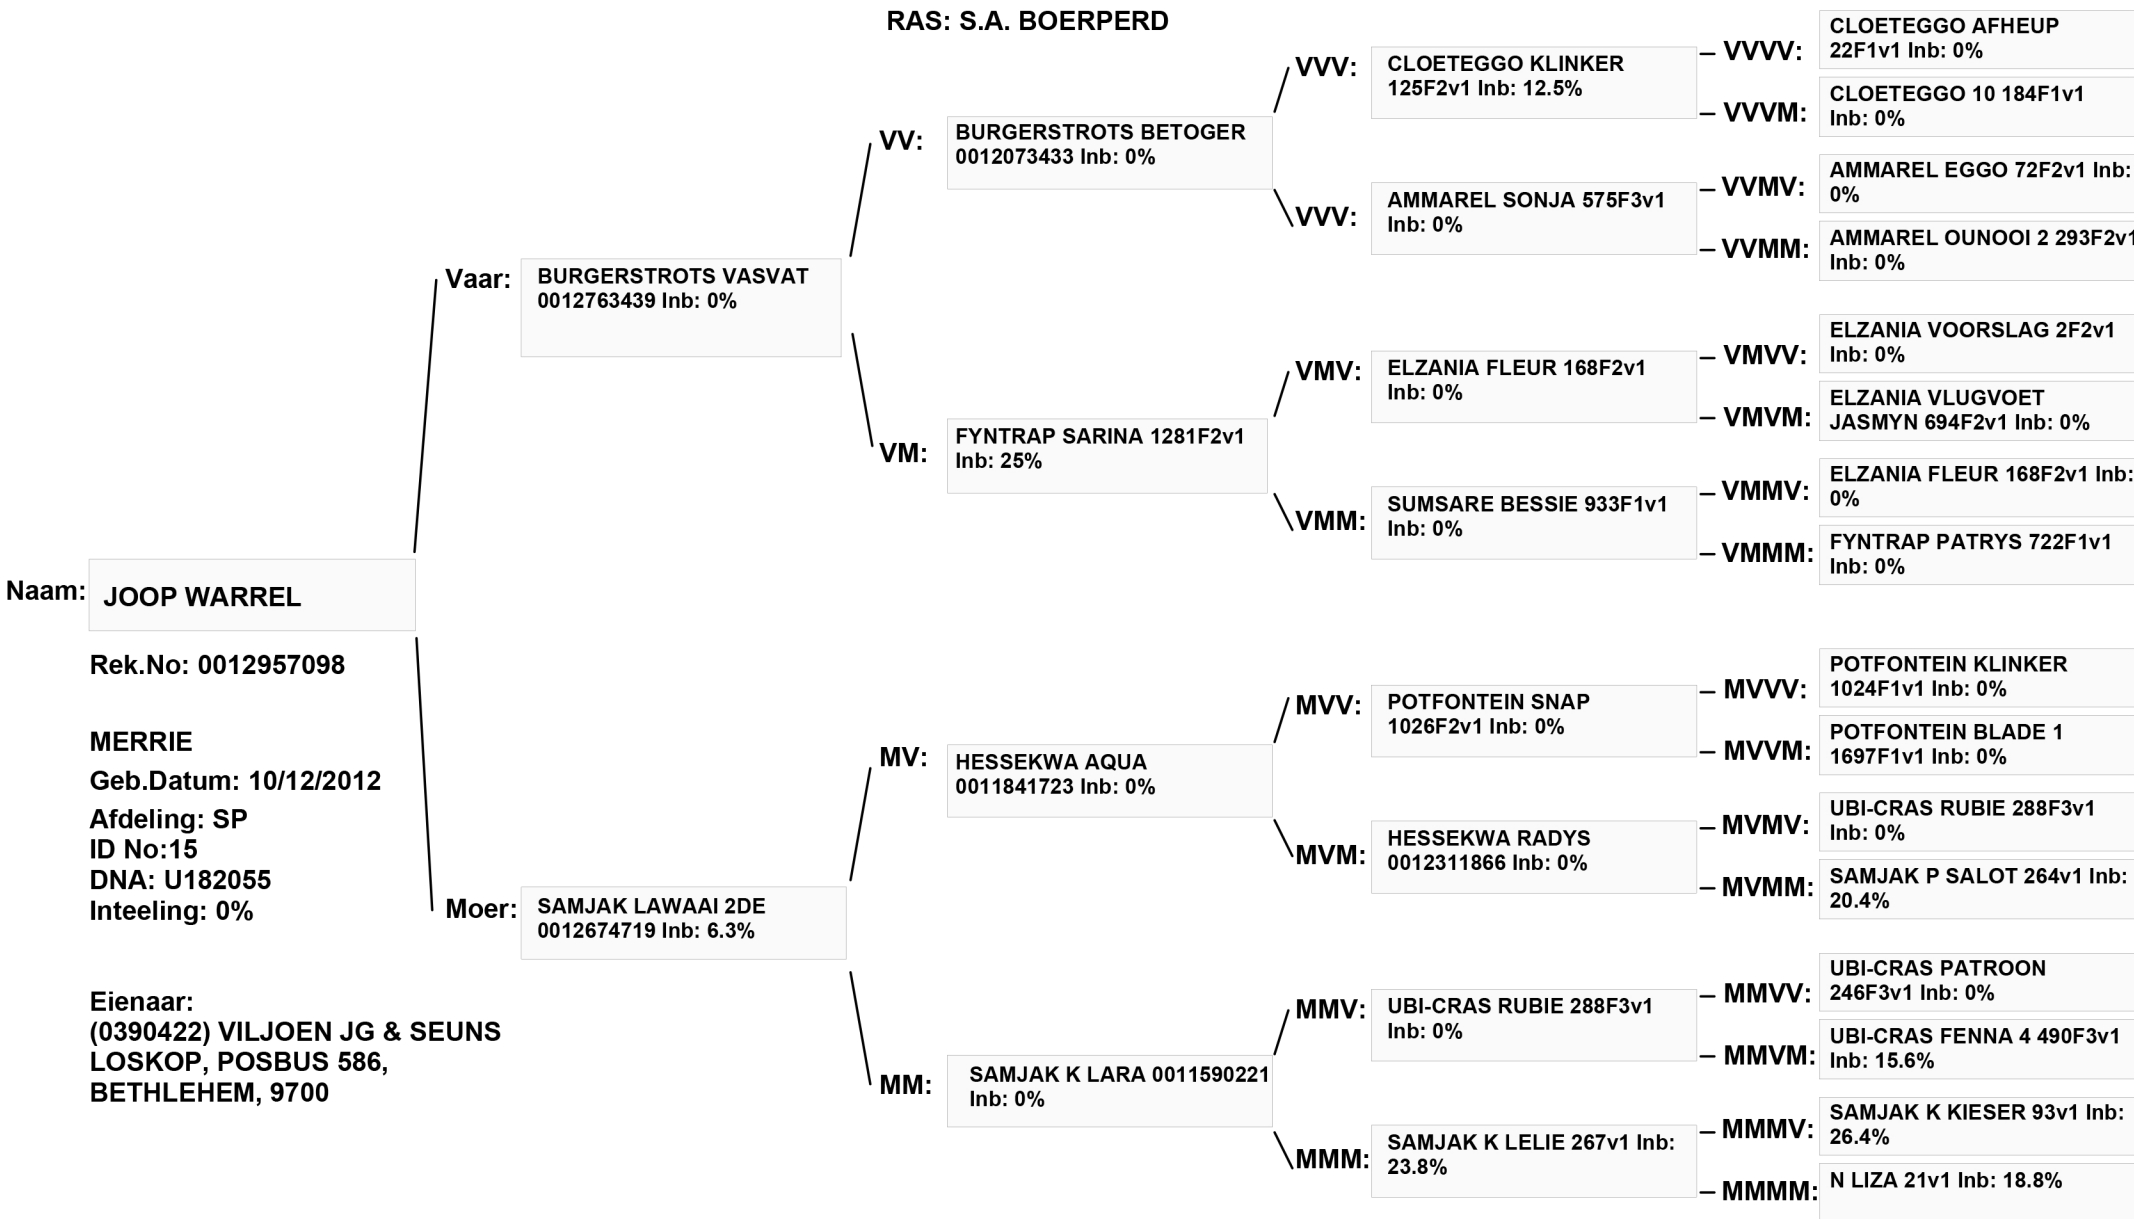 RAS: S.A. BOERPERD
Naam:
JOOP WARREL
Rek.No: 0012957098
MERRIE
Geb.Datum: 10/12/2012
Afdeling: SP
ID No:15
DNA: U182055
Inteeling: 0%
Eienaar:
(0390422) VILJOEN JG & SEUNS
LOSKOP, POSBUS 586,
BETHLEHEM, 9700
Vaar:
BURGERSTROTS VASVAT
0012763439 Inb: 0%
Moer:
SAMJAK LAWAAI 2DE
0012674719 Inb: 6.3%
VV:
BURGERSTROTS BETOGER
0012073433 Inb: 0%
VM:
FYNTRAP SARINA 1281F2v1
Inb: 25%
MV:
HESSEKWA AQUA
0011841723 Inb: 0%
MM:
SAMJAK K LARA 0011590221
Inb: 0%
VVV:
CLOETEGGO KLINKER
125F2v1 Inb: 12.5%
VVV:
AMMAREL SONJA 575F3v1
Inb: 0%
VMV:
ELZANIA FLEUR 168F2v1
Inb: 0%
VMM:
SUMSARE BESSIE 933F1v1
Inb: 0%
MVV:
POTFONTEIN SNAP
1026F2v1 Inb: 0%
MVM:
HESSEKWA RADYS
0012311866 Inb: 0%
MMV:
UBI-CRAS RUBIE 288F3v1
Inb: 0%
MMM:
SAMJAK K LELIE 267v1 Inb:
23.8%
VVVV:
CLOETEGGO AFHEUP
22F1v1 Inb: 0%
VVVM:
CLOETEGGO 10 184F1v1
Inb: 0%
VVMV:
AMMAREL EGGO 72F2v1 Inb:
0%
VVMM:
AMMAREL OUNOOI 2 293F2v1
Inb: 0%
VMVV:
ELZANIA VOORSLAG 2F2v1
Inb: 0%
VMVM:
ELZANIA VLUGVOET
JASMYN 694F2v1 Inb: 0%
VMMV:
ELZANIA FLEUR 168F2v1 Inb:
0%
VMMM:
FYNTRAP PATRYS 722F1v1
Inb: 0%
MVVV:
POTFONTEIN KLINKER
1024F1v1 Inb: 0%
MVVM:
POTFONTEIN BLADE 1
1697F1v1 Inb: 0%
MVMV:
UBI-CRAS RUBIE 288F3v1
Inb: 0%
MVMM:
SAMJAK P SALOT 264v1 Inb:
20.4%
MMVV:
UBI-CRAS PATROON
246F3v1 Inb: 0%
MMVM:
UBI-CRAS FENNA 4 490F3v1
Inb: 15.6%
MMMV:
SAMJAK K KIESER 93v1 Inb:
26.4%
MMMM:
N LIZA 21v1 Inb: 18.8%